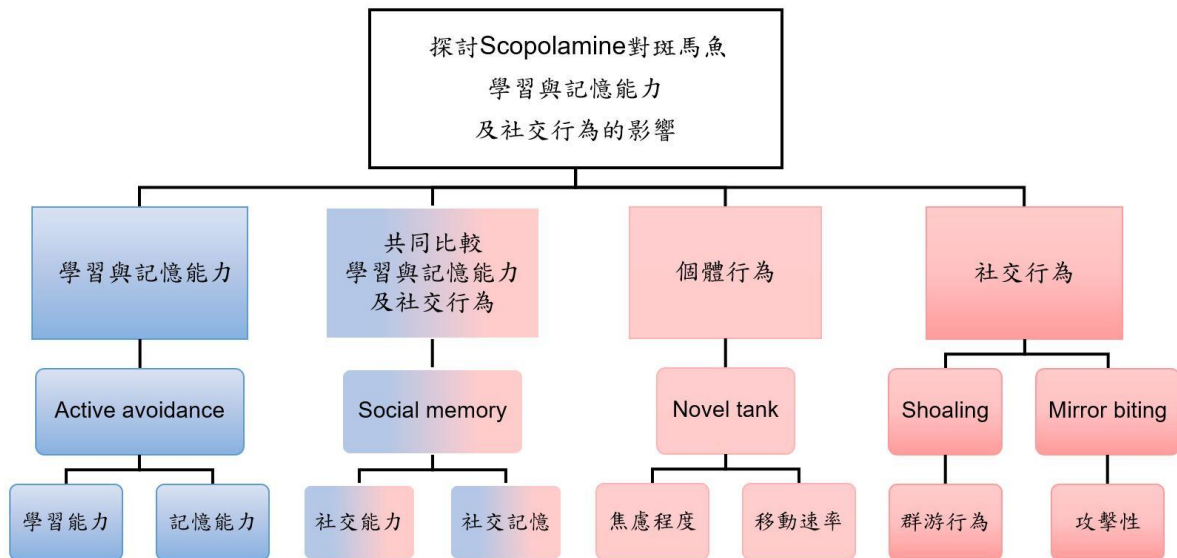 探討Scopolamine對斑馬魚
學習與記憶能力
及社交行為的影響
學習與記憶能力
共同比較
學習與記憶能力
及社交行為
個體行為
社交行為
Active avoidance
Social memory
Novel tank
Shoaling
Mirror biting
學習能力
記憶能力
社交能力
社交記憶
焦慮程度
移動速率
群游行為
攻擊性